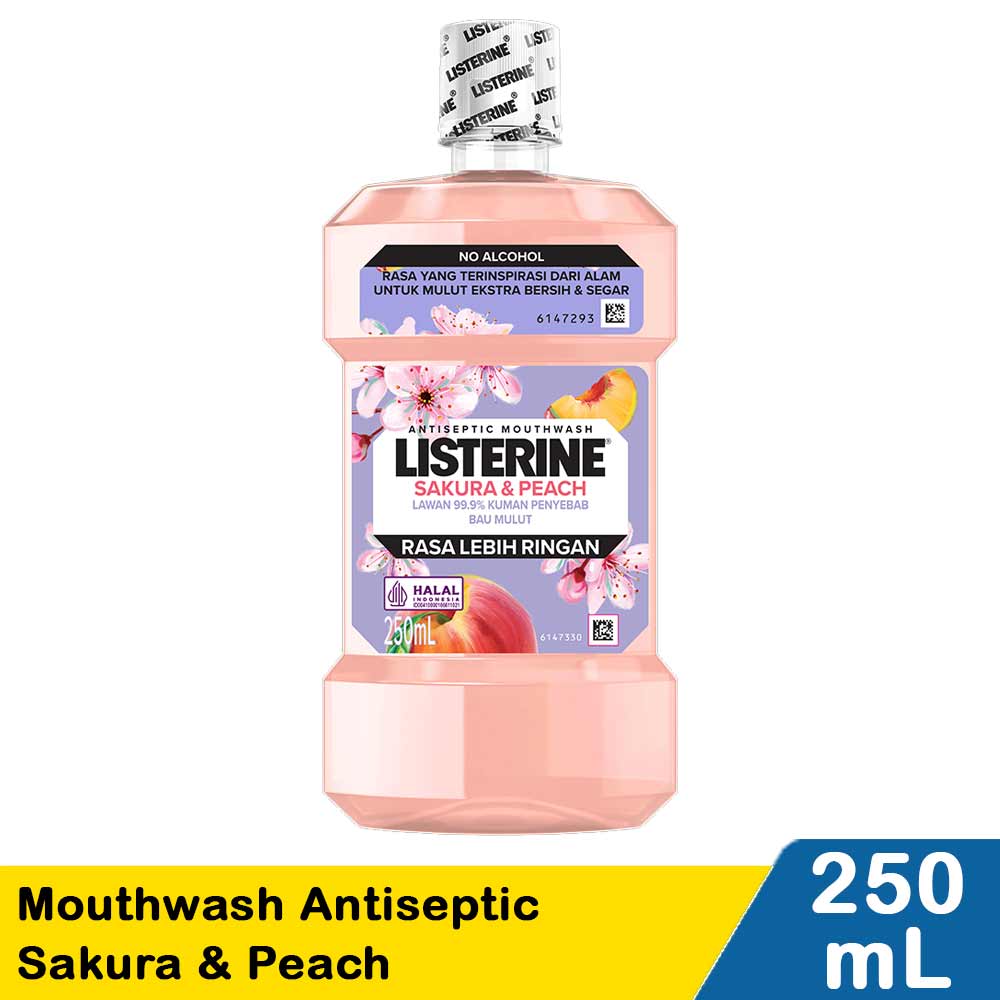 LISTERINE®
LISTERINE®
LISTERINE®
NO ALCOHOL
RASA YANG TERINSPIRASI DARI ALAM
UNTUK MULUT EKSTRA BERSIH & SEGAR
6147293
ANTISEPTIC MOUTHWASH
LISTERINE®
SAKURA & PEACH
LAWAN 99.9% KUMAN PENYEBAB
BAU MULUT
RASA LEBIH RINGAN
HALAL
INDONESIA
250mL
6147330
Mouthwash Antiseptic
Sakura & Peach
250
mL